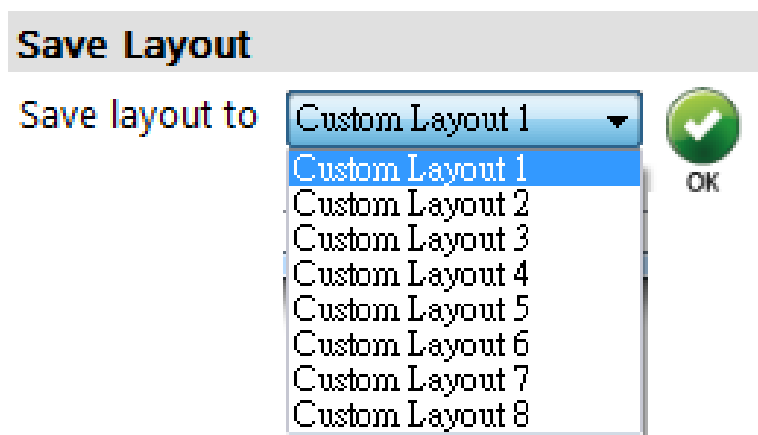 Save Layout
Save layout to Custom Layout 1
OK
Custom Layout 1
Custom Layout 2
Custom Layout 3
Custom Layout 4
Custom Layout 5
Custom Layout 6
Custom Layout 7
Custom Layout 8